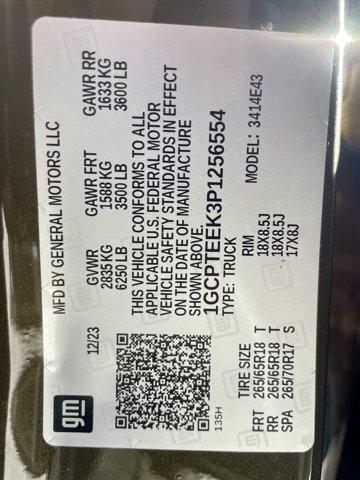 gm
MFD BY GENERAL MOTORS LLC
12/23 GVWR GAWR FRT GAWR RR
2835 KG 1588 KG 1633 KG
6250 LB 3500 LB 3600 LB
THIS VEHICLE CONFORMS TO ALL
APPLICABLE U.S. FEDERAL MOTOR
VEHICLE SAFETY STANDARDS IN EFFECT
ON THE DATE OF MANUFACTURE
SHOWN ABOVE.
1GCPTEEK3P1256554
135H TYPE: TRUCK MODEL: 3414E43
TIRE SIZE RIM
FRT 265/65R18 T 18X8.5J
RR 265/65R18 T 18X8.5J
SPA 265/70R17 S 17X8J